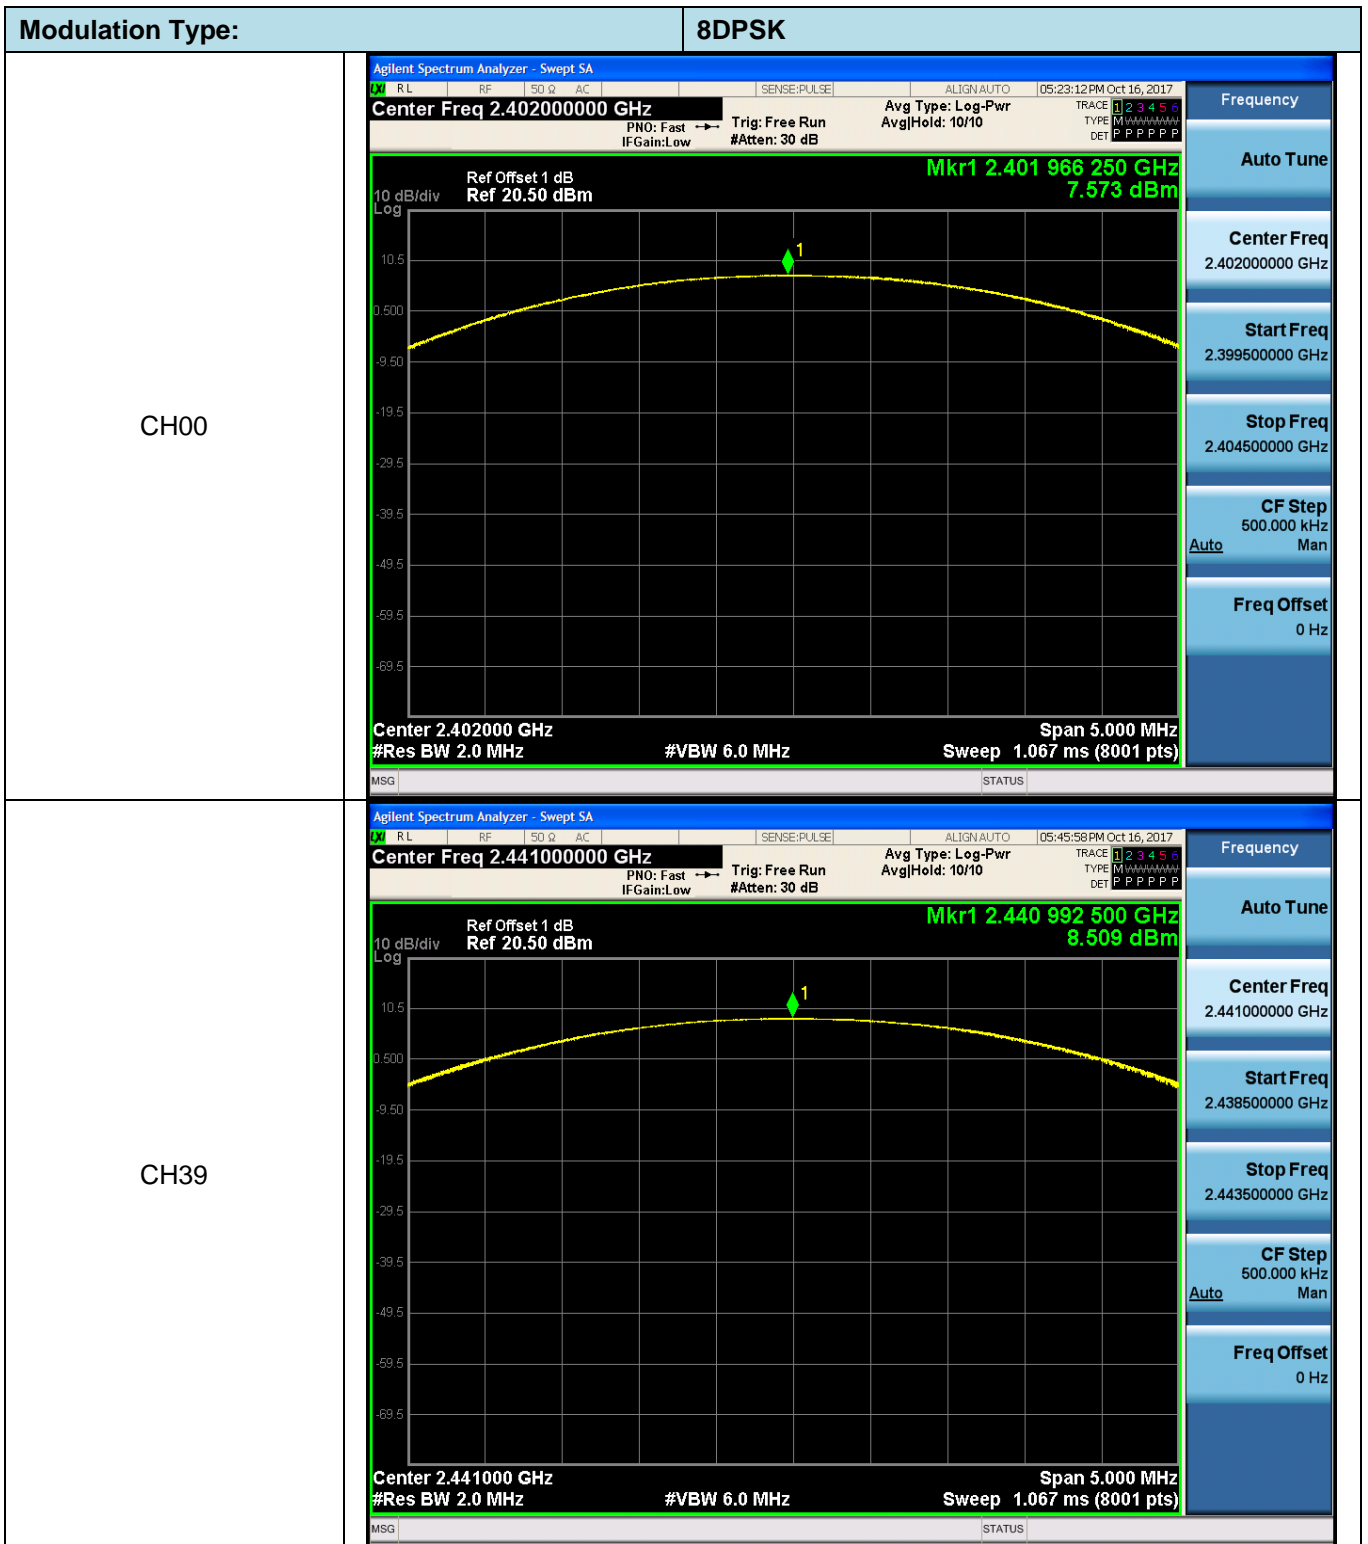 Modulation Type: 8DPSK
CH00
Agilent Spectrum Analyzer - Swept SA
LXI RL RF 50 Ω AC SENSE:PULSE ALIGN AUTO 05:23:12 PM Oct 16, 2017
Center Freq 2.402000000 GHz
PNO: Fast
IFGain:Low
Trig: Free Run
#Atten: 30 dB
Avg Type: Log-Pwr
Avg|Hold: 10/10
TRACE 1 2 3 4 5 6
TYPE M
DET P P P P P P
Mkr1 2.401 966 250 GHz
7.573 dBm
Ref Offset 1 dB
10 dB/div Ref 20.50 dBm
Log
1
10.5
0.500
-9.50
-19.5
-29.5
-39.5
-49.5
-59.5
-69.5
Center 2.402000 GHz Span 5.000 MHz
#Res BW 2.0 MHz #VBW 6.0 MHz Sweep 1.067 ms (8001 pts)
MSG STATUS
Frequency
Auto Tune
Center Freq
2.402000000 GHz
Start Freq
2.399500000 GHz
Stop Freq
2.404500000 GHz
CF Step
500.000 kHz
Auto Man
Freq Offset
0 Hz
CH39
Agilent Spectrum Analyzer - Swept SA
LXI RL RF 50 Ω AC SENSE:PULSE ALIGN AUTO 05:45:58 PM Oct 16, 2017
Center Freq 2.441000000 GHz
PNO: Fast
IFGain:Low
Trig: Free Run
#Atten: 30 dB
Avg Type: Log-Pwr
Avg|Hold: 10/10
TRACE 1 2 3 4 5 6
TYPE M
DET P P P P P P
Mkr1 2.440 992 500 GHz
8.509 dBm
Ref Offset 1 dB
10 dB/div Ref 20.50 dBm
Log
1
10.5
0.500
-9.50
-19.5
-29.5
-39.5
-49.5
-59.5
-69.5
Center 2.441000 GHz Span 5.000 MHz
#Res BW 2.0 MHz #VBW 6.0 MHz Sweep 1.067 ms (8001 pts)
MSG STATUS
Frequency
Auto Tune
Center Freq
2.441000000 GHz
Start Freq
2.438500000 GHz
Stop Freq
2.443500000 GHz
CF Step
500.000 kHz
Auto Man
Freq Offset
0 Hz